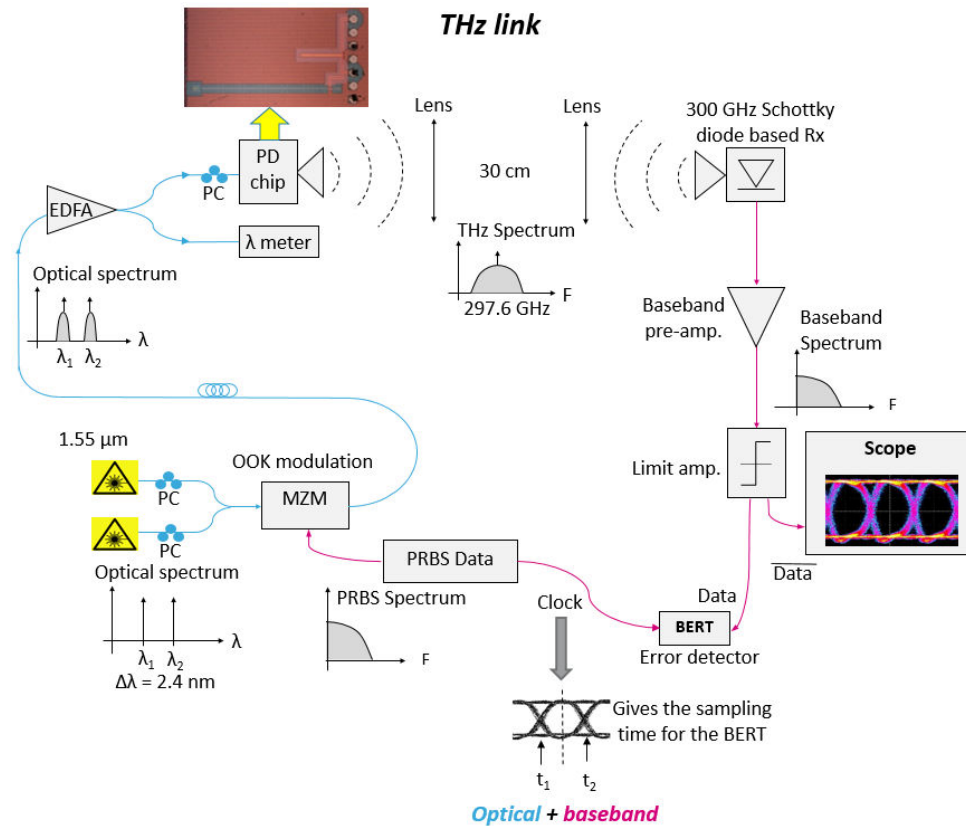 THz link
Lens
Lens
300 GHz Schottky
diode based Rx
PD
chip
PC
30 cm
EDFA
λ meter
THz Spectrum
F
297.6 GHz
Optical spectrum
λ
λ1
λ2
Baseband
pre-amp.
Baseband
Spectrum
F
1.55 µm
OOK modulation
PC
MZM
PC
Limit amp.
Scope
Data
Optical spectrum
λ
λ1
λ2
Δλ = 2.4 nm
PRBS Data
PRBS Spectrum
F
Clock
Data
BERT
Error detector
Gives the sampling
time for the BERT
t1
t2
Optical + baseband